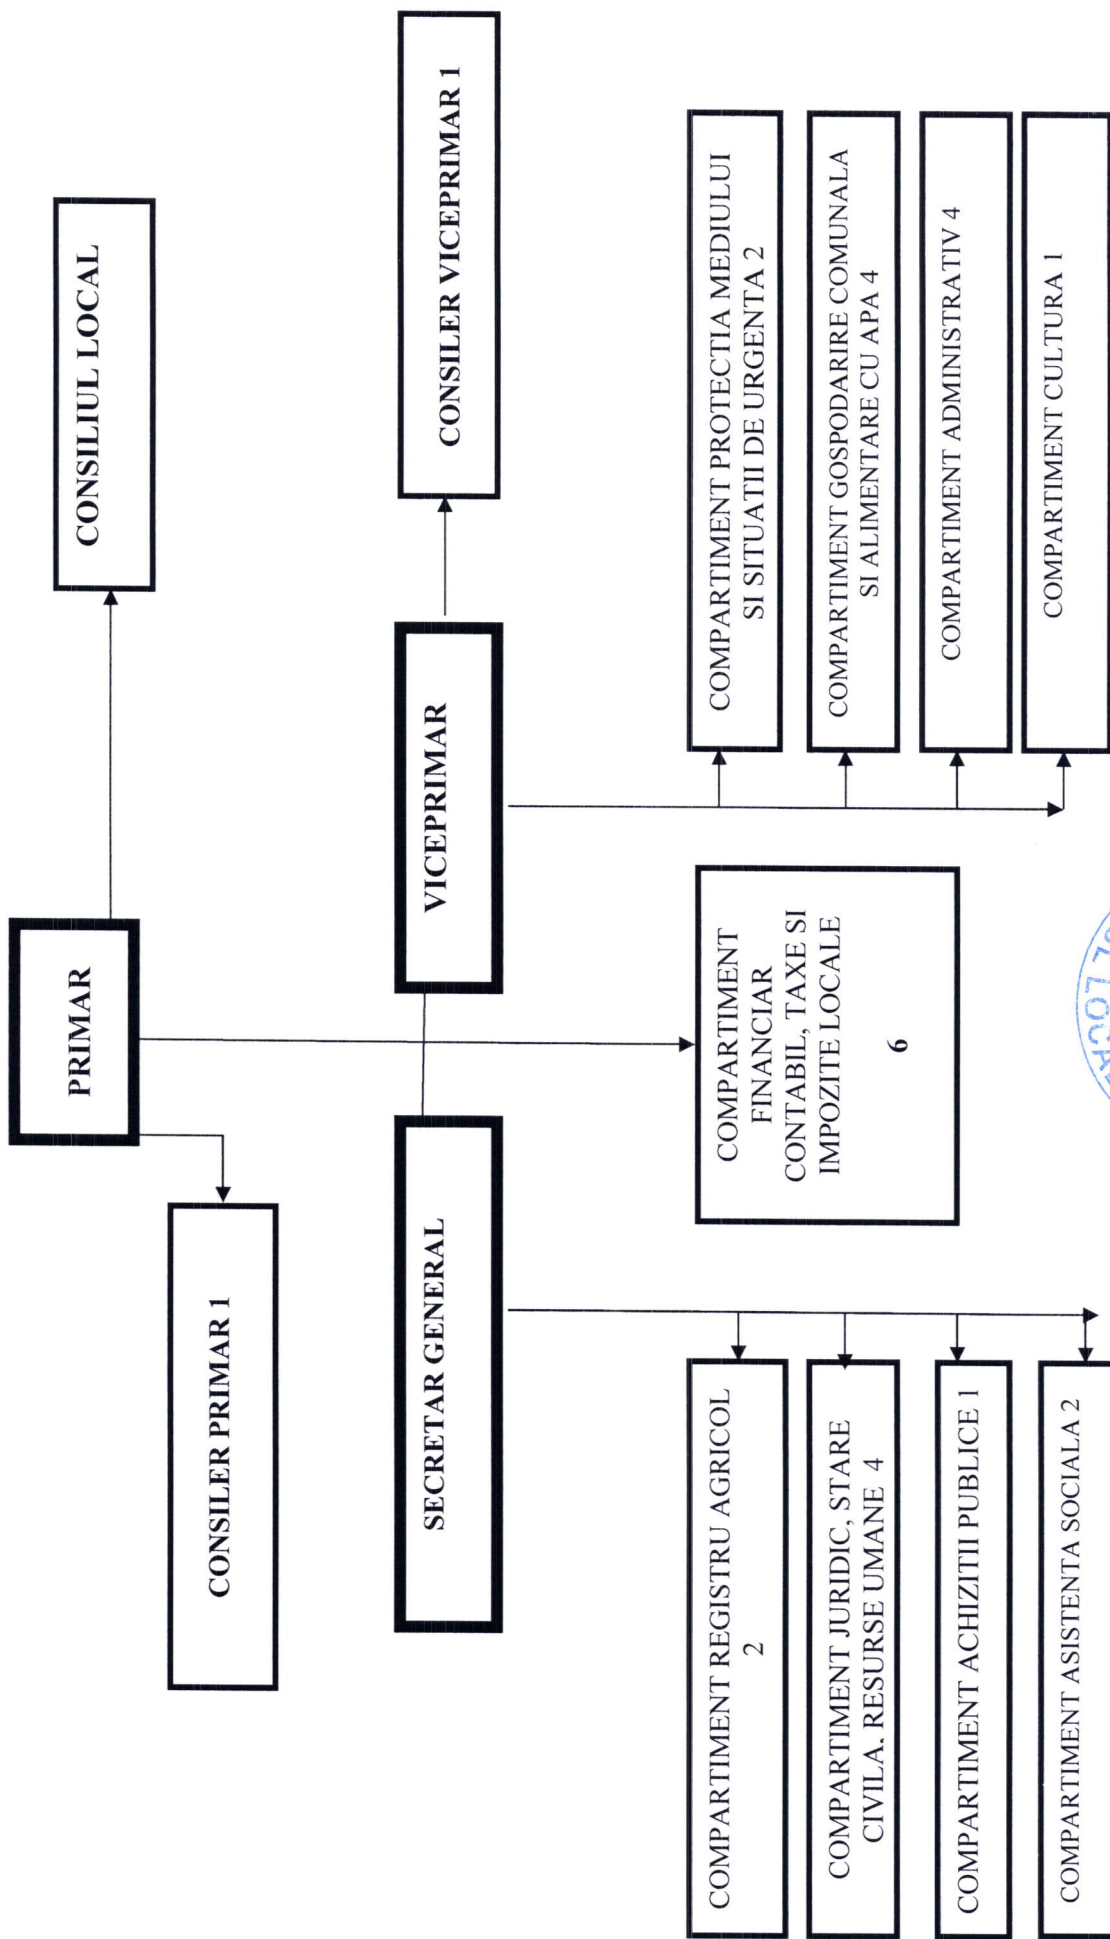 PRIMAR
CONSILIUL LOCAL
CONSILER PRIMAR 1
SECRETAR GENERAL
VICEPRIMAR
CONSILER VICEPRIMAR 1
COMPARTIMENT REGISTRU AGRICOL
2
COMPARTIMENT JURIDIC, STARE
CIVILA. RESURSE UMANE 4
COMPARTIMENT ACHIZITII PUBLICE 1
COMPARTIMENT ASISTENTA SOCIALA 2
COMPARTIMENT
FINANCIAR
CONTABIL, TAXE SI
IMPOZITE LOCALE
6
COMPARTIMENT PROTECTIA MEDIULUI
SI SITUATII DE URGENTA 2
COMPARTIMENT GOSPODARIRE COMUNALA
SI ALIMENTARE CU APA 4
COMPARTIMENT ADMINISTRATIV 4
COMPARTIMENT CULTURA 1